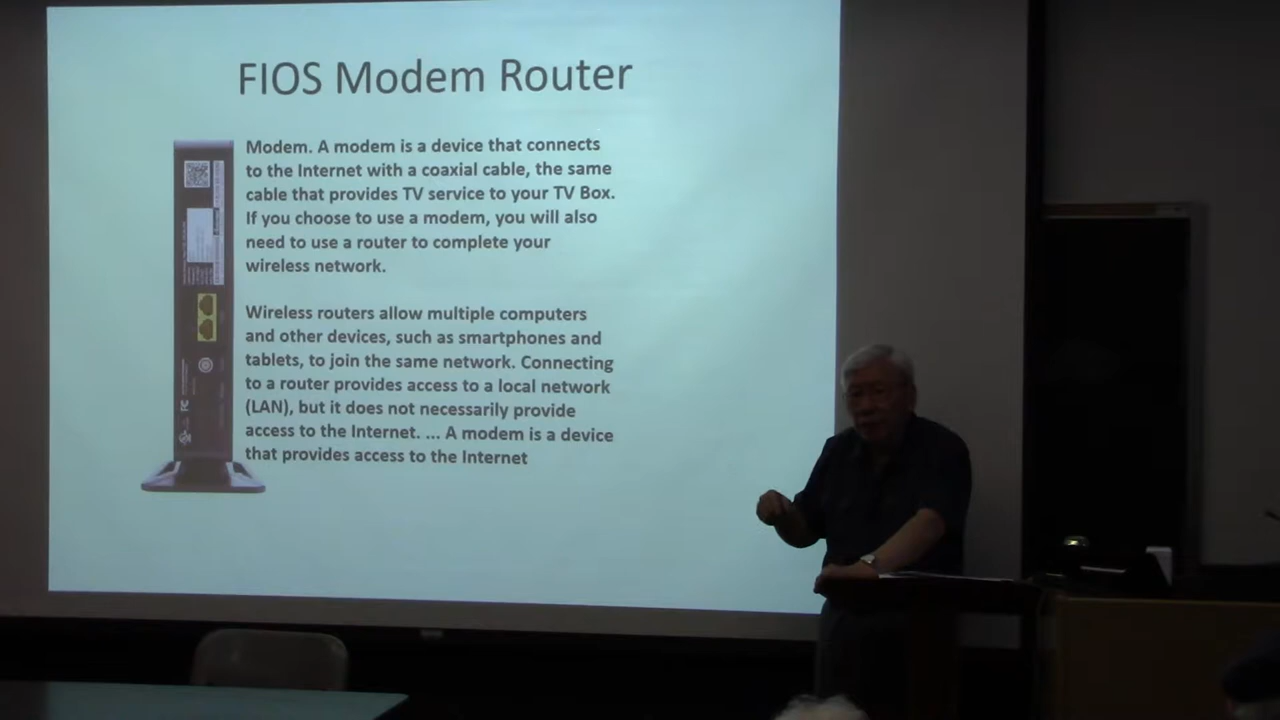 FIOS Modem Router
Modem. A modem is a device that connects
to the Internet with a coaxial cable, the same
cable that provides TV service to your TV Box.
If you choose to use a modem, you will also
need to use a router to complete your
wireless network.
Wireless routers allow multiple computers
and other devices, such as smartphones and
tablets, to join the same network. Connecting
to a router provides access to a local network
(LAN), but it does not necessarily provide
access to the Internet. ... A modem is a device
that provides access to the Internet